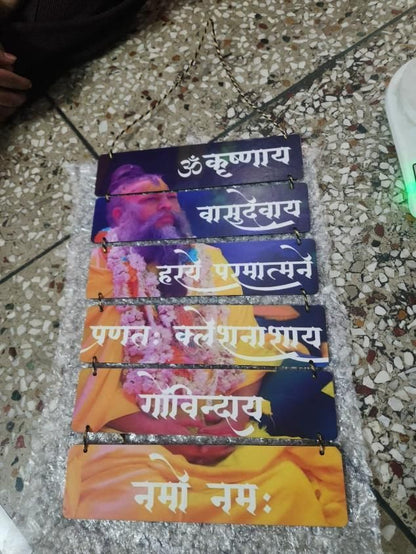 ॐ कृष्णाय
वासुदेवाय
हरये परमात्मने
प्रणतः क्लेशनाशाय
गोविन्दाय
नमो नमः